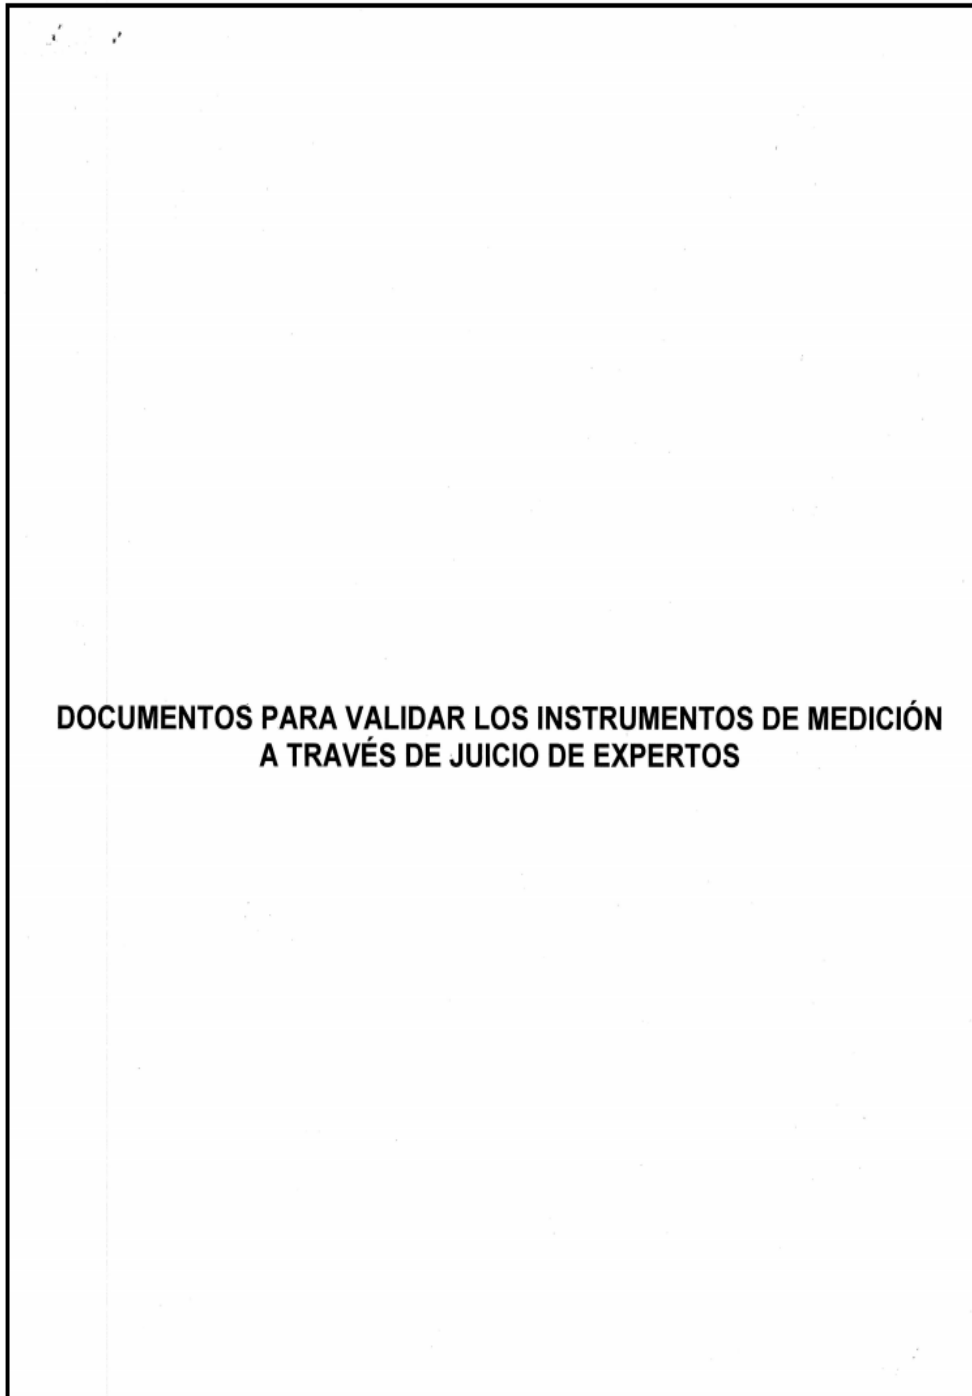 DOCUMENTOS PARA VALIDAR LOS INSTRUMENTOS DE MEDICIÓN
A TRAVÉS DE JUICIO DE EXPERTOS